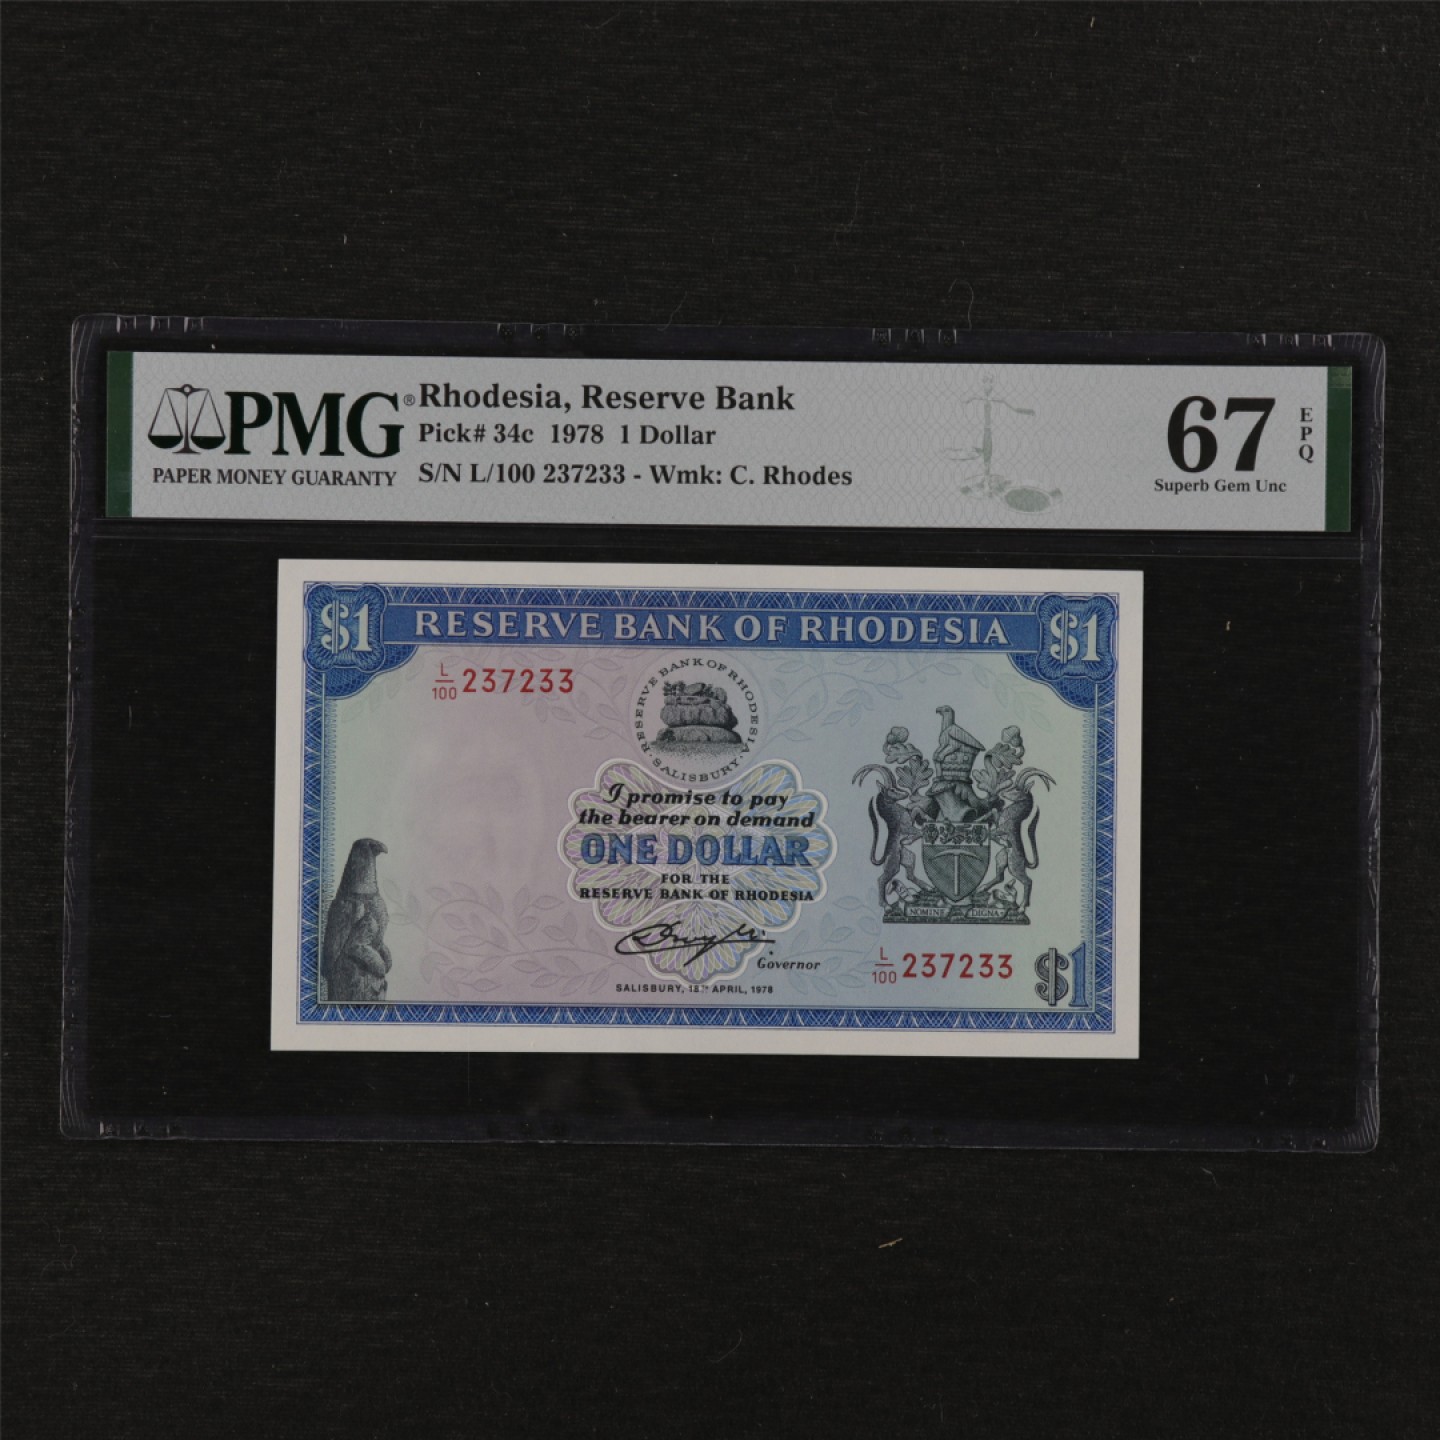 PMG®
PAPER MONEY GUARANTY
Rhodesia, Reserve Bank
Pick# 34c 1978 1 Dollar
S/N L/100 237233 - Wmk: C. Rhodes
67
EPQ
Superb Gem Unc
$1
RESERVE BANK OF RHODESIA
$1
L/100 237233
RESERVE BANK OF RHODESIA
· SALISBURY ·
I promise to pay
the bearer on demand
ONE DOLLAR
FOR THE
RESERVE BANK OF RHODESIA
Governor
SALISBURY, 18TH APRIL, 1978
NOMINE DIGNA
L/100 237233
$1